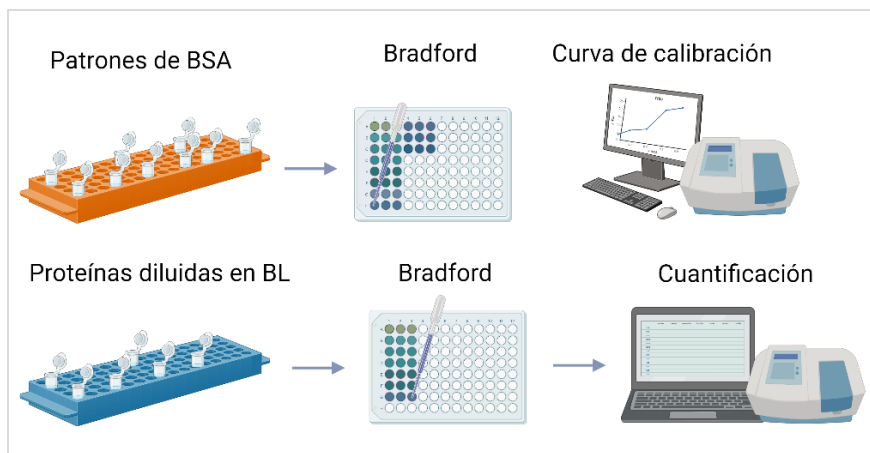 Patrones de BSA
Bradford
Curva de calibración
Proteínas diluidas en BL
Bradford
Cuantificación